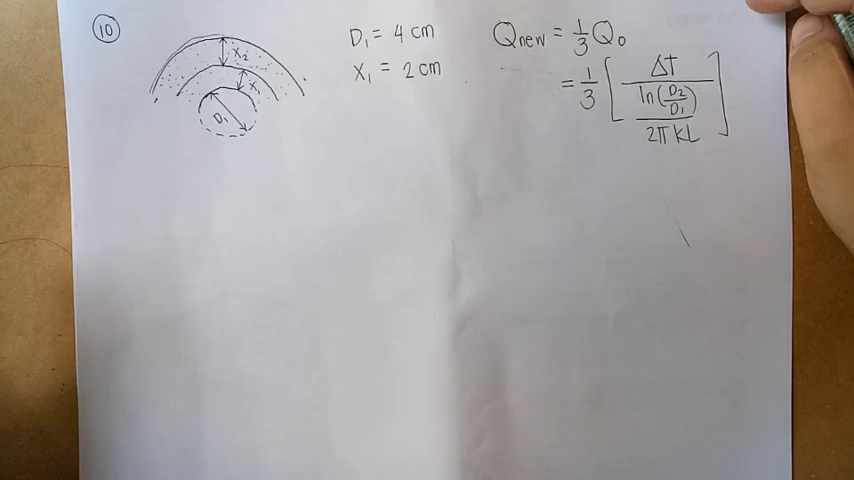 10
X₂
X₁
D₁
D₁ = 4 cm
X₁ = 2 cm
Qnew = 1/3 Q₀
= 1/3 [ ΔT / ( ln(D₂/D₁) / 2π kL ) ]